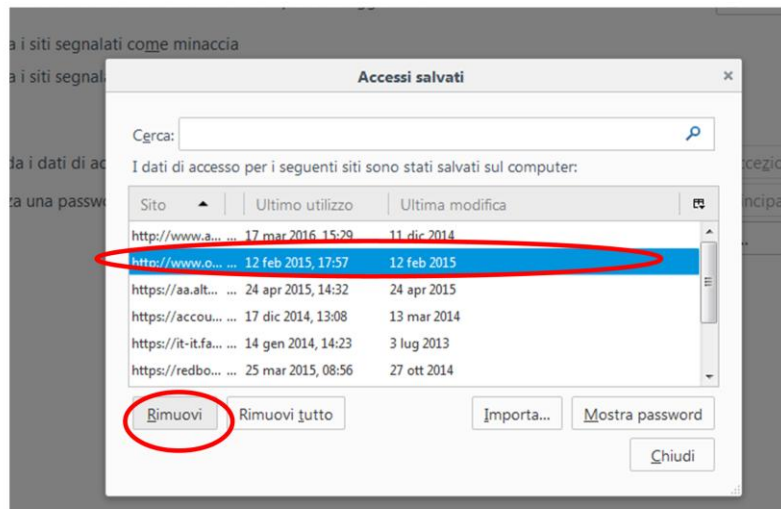 a i siti segnalati come minaccia
a i siti segnal
Accessi salvati
Cerca:
da i dati di ac
I dati di accesso per i seguenti siti sono stati salvati sul computer:
ccezio
za una passwo
ncipa
Sito Ultimo utilizzo Ultima modifica
http://www.a... ... 17 mar 2016, 15:29 11 dic 2014
http://www.o... ... 12 feb 2015, 17:57 12 feb 2015
https://aa.alt... ... 24 apr 2015, 14:32 24 apr 2015
https://accou... ... 17 dic 2014, 13:08 13 mar 2014
https://it-it.fa... ... 14 gen 2014, 14:23 3 lug 2013
https://redbo... ... 25 mar 2015, 08:56 27 ott 2014
Rimuovi Rimuovi tutto Importa... Mostra password
Chiudi